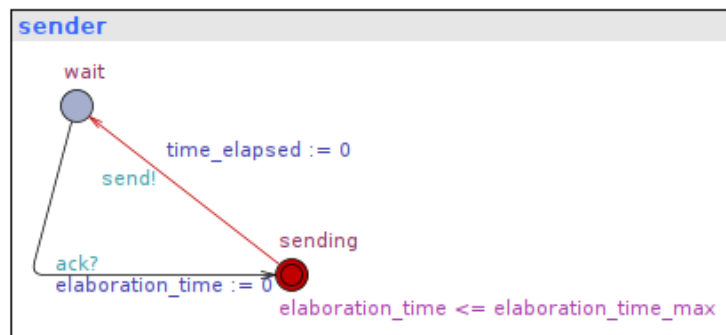 sender
wait
time_elapsed := 0
send!
sending
ack?
elaboration_time := 0
elaboration_time <= elaboration_time_max